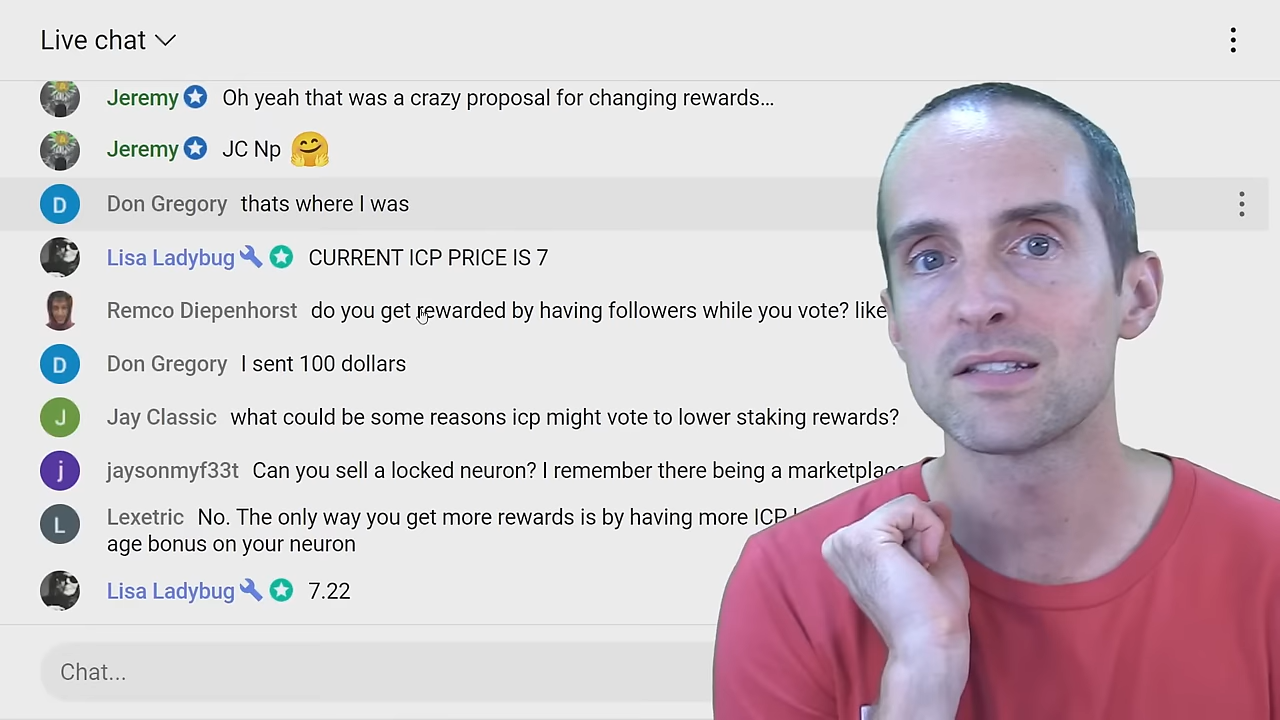 Live chat
Jeremy Oh yeah that was a crazy proposal for changing rewards...
Jeremy JC Np
D Don Gregory thats where I was
Lisa Ladybug CURRENT ICP PRICE IS 7
Remco Diepenhorst do you get rewarded by having followers while you vote? like
D Don Gregory I sent 100 dollars
J Jay Classic what could be some reasons icp might vote to lower staking rewards?
j jaysonmyf33t Can you sell a locked neuron? I remember there being a
L Lexetric No. The only way you get more rewards is by having more ICP
age bonus on your neuron
Lisa Ladybug 7.22
Chat...